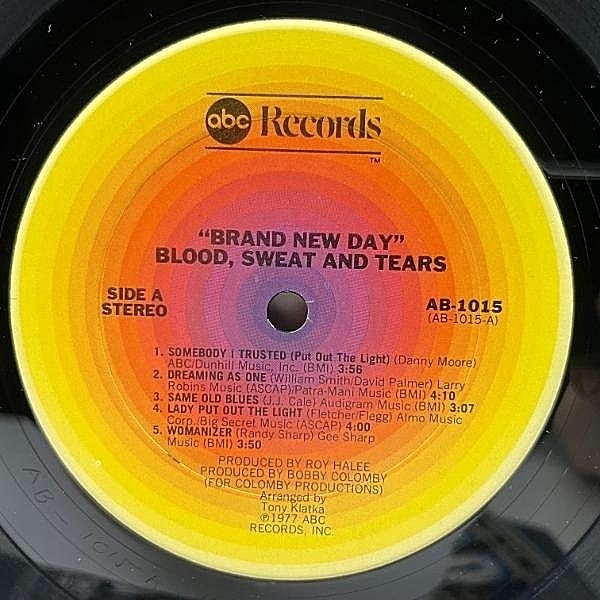 abc Records
TM
"BRAND NEW DAY"
BLOOD, SWEAT AND TEARS
SIDE A
STEREO
AB-1015
(AB-1015-A)
1. SOMEBODY I TRUSTED (Put Out The Light) (Danny Moore)
ABC/Dunhill Music, Inc. (BMI) 3:56
2. DREAMING AS ONE (William Smith/David Palmer) Larry
Robins Music (ASCAP)/Patra-Mani Music (BMI) 4:10
3. SAME OLD BLUES (J.J. Cale) Audigram Music (BMI) 3:07
4. LADY PUT OUT THE LIGHT (Fletcher/Flegg) Almo Music
Corp./Big Secret Music (ASCAP) 4:00
5. WOMANIZER (Randy Sharp) Gee Sharp
Music (BMI) 3:50
PRODUCED BY ROY HALEE
PRODUCED BY BOBBY COLOMBY
(FOR COLOMBY PRODUCTIONS)
Arranged by
Tony Klatka
℗1977 ABC
RECORDS, INC.
AB-1015-A